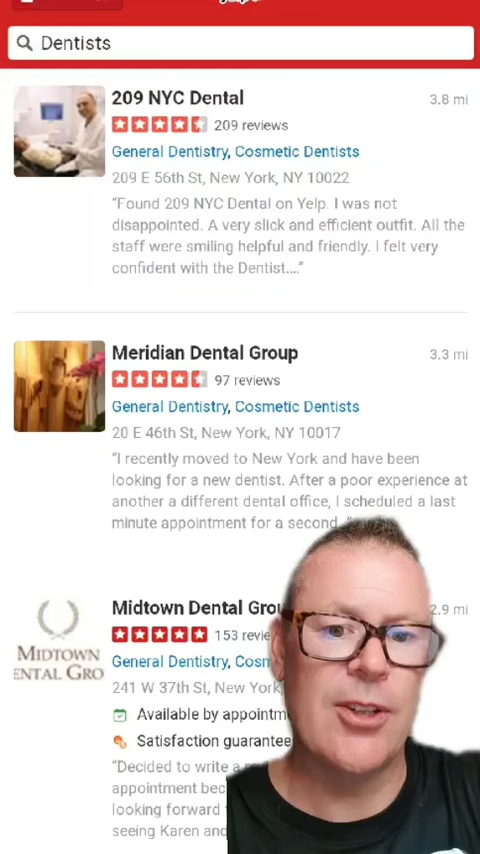 Dentists
209 NYC Dental
3.8 mi
209 reviews
General Dentistry, Cosmetic Dentists
209 E 56th St, New York, NY 10022
“Found 209 NYC Dental on Yelp. I was not
disappointed. A very slick and efficient outfit. All the
staff were smiling helpful and friendly. I felt very
confident with the Dentist....”
Meridian Dental Group
3.3 mi
97 reviews
General Dentistry, Cosmetic Dentists
20 E 46th St, New York, NY 10017
“I recently moved to New York and have been
looking for a new dentist. After a poor experience at
another a different dental office, I scheduled a last
minute appointment for a second
MIDTOWN
ENTAL GRO
Midtown Dental Grou
2.9 mi
153 revie
General Dentistry, Cosn
241 W 37th St, New York,
Available by appointm
Satisfaction guarantee
“Decided to write a
appointment bec
looking forward
seeing Karen and